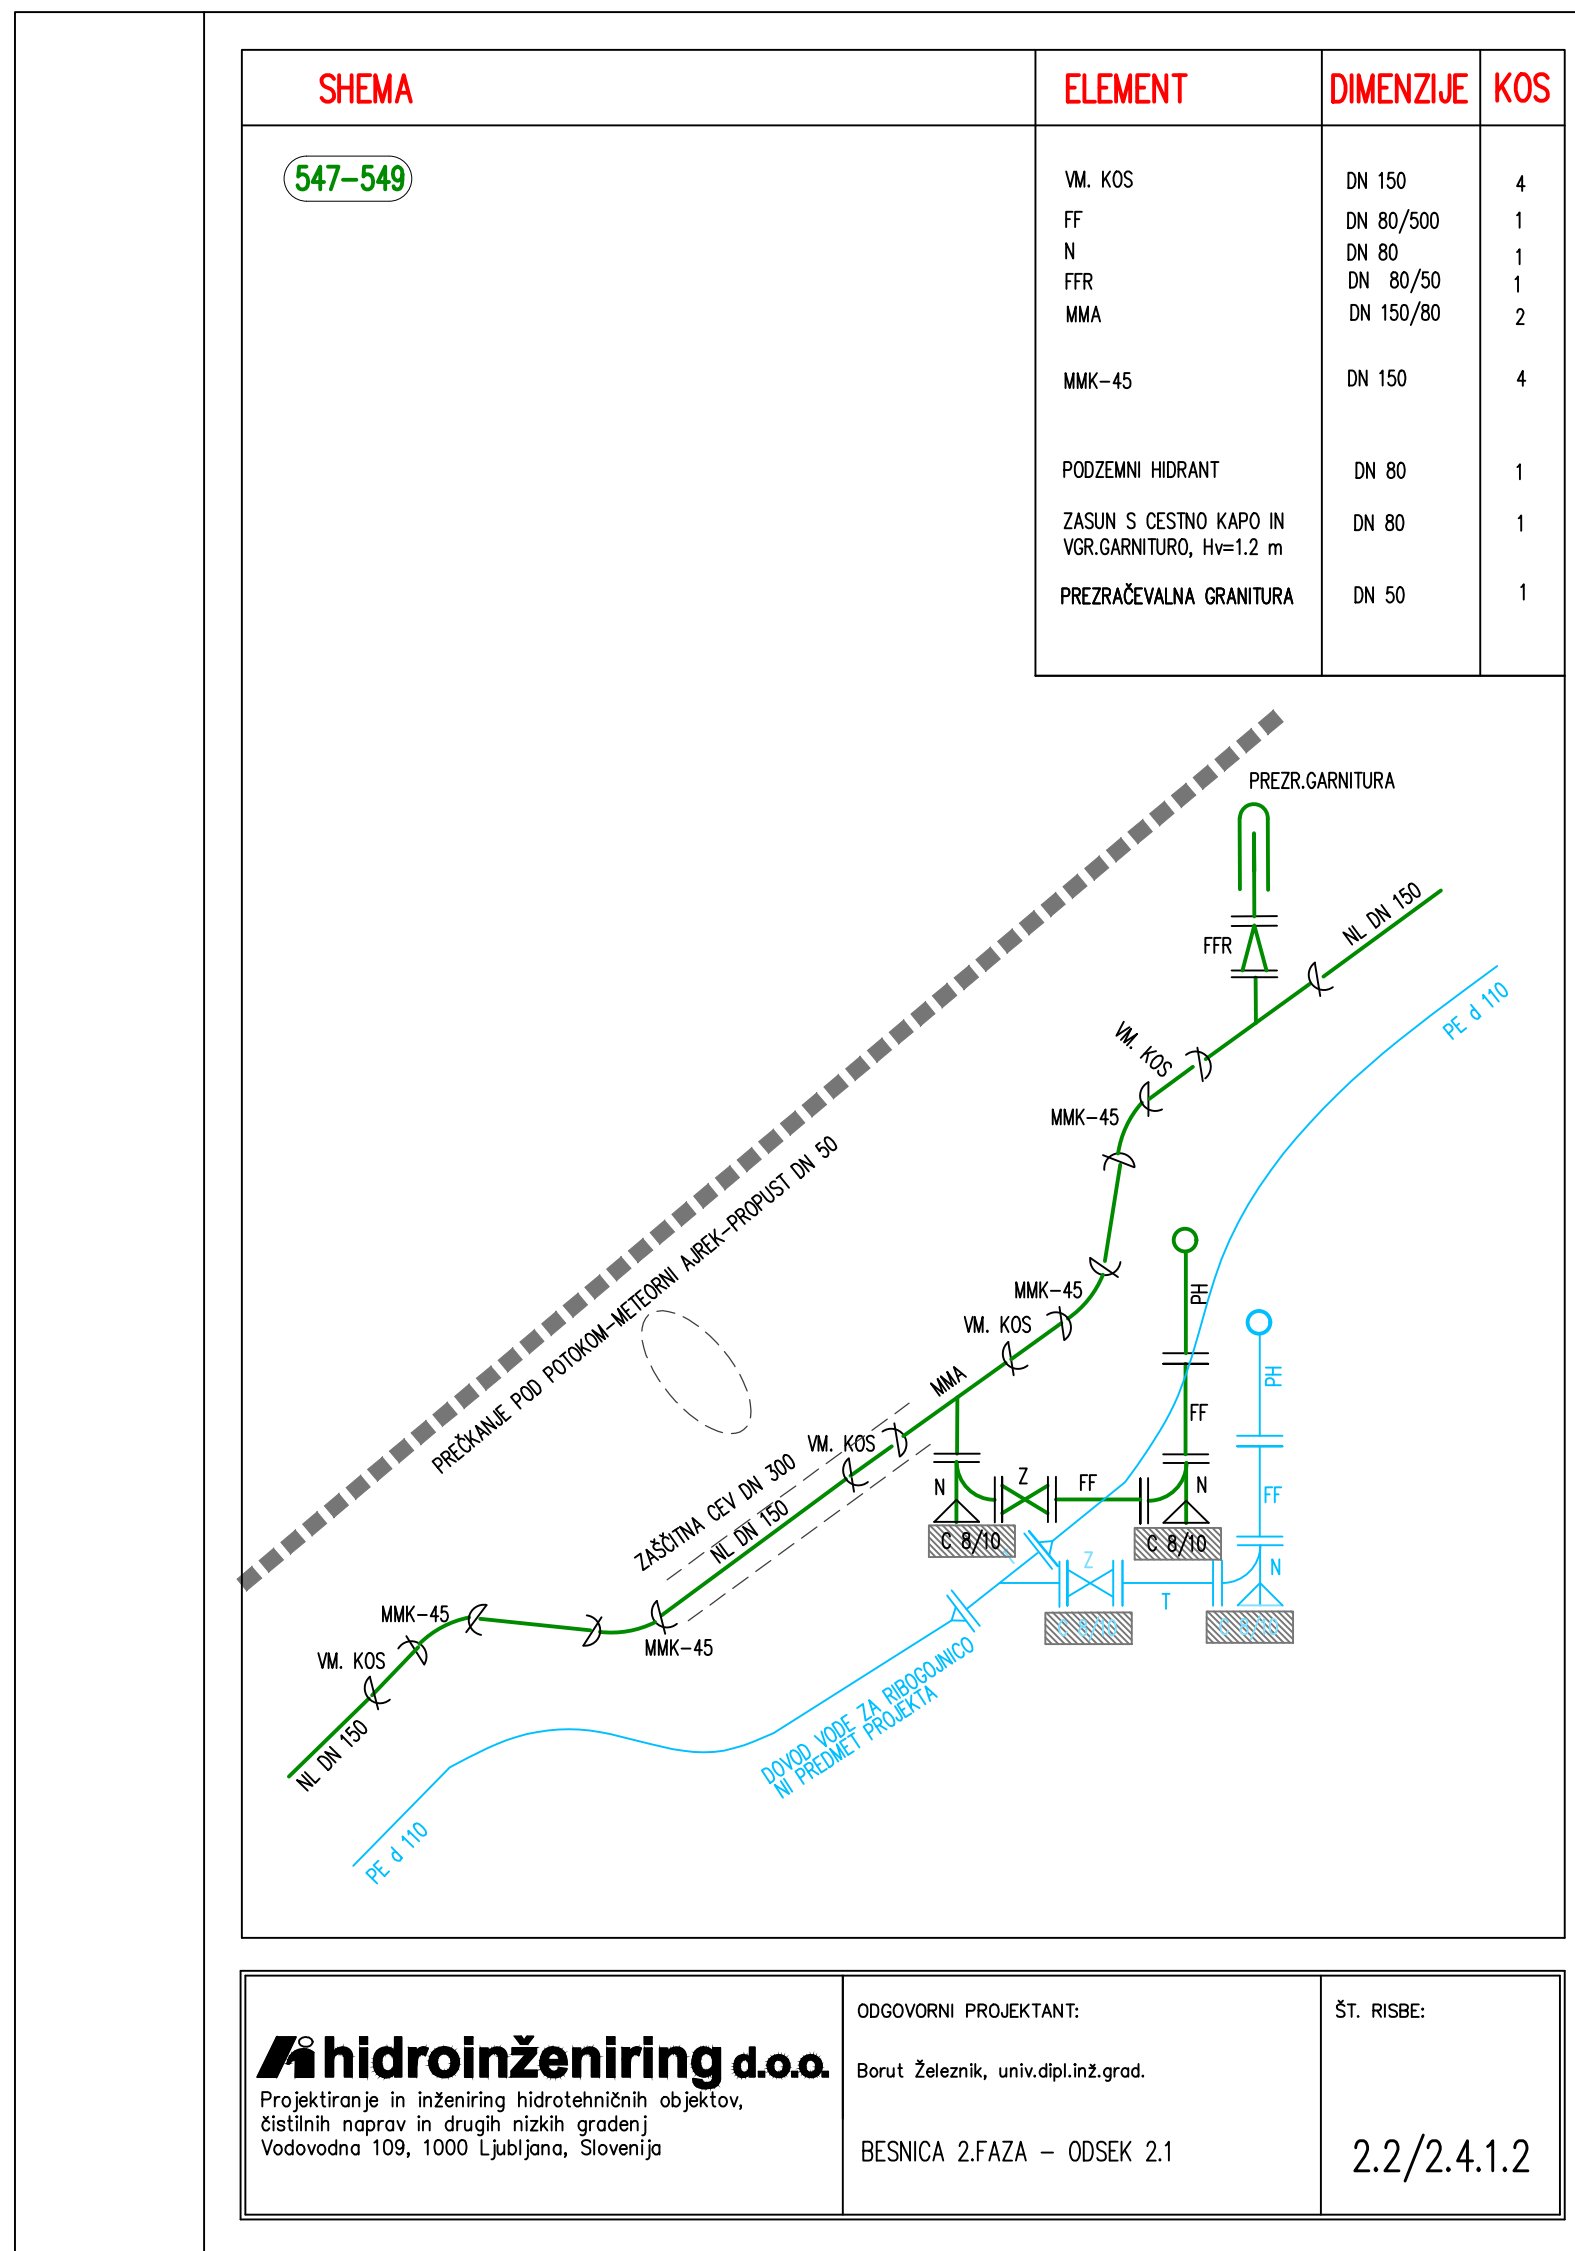 SHEMA
ELEMENT
DIMENZIJE
KOS
547-549
VM. KOS DN 150 4
FF DN 80/500 1
N DN 80 1
FFR DN 80/50 1
MMA DN 150/80 2
MMK-45 DN 150 4
PODZEMNI HIDRANT DN 80 1
ZASUN S CESTNO KAPO IN DN 80 1
VGR.GARNITURO, Hv=1.2 m
PREZRAČEVALNA GRANITURA DN 50 1
PREZR.GARNITURA
NL DN 150
FFR
PE d 110
VM. KOS
MMK-45
PREČKANJE POD POTOKOM-METEORNI AJREK-PROPUST DN 50
MMK-45
PH
VM. KOS
PH
MMA
FF
VM. KOS
ZAŠČITNA CEV DN 300
NL DN 150
N
Z
FF
N
FF
C 8/10
C 8/10
Z
N
T
C 8/10
C 8/10
MMK-45
MMK-45
VM. KOS
NL DN 150
DOVOD VODE ZA RIBOGOJNICO
NI PREDMET PROJEKTA
PE d 110
hidroinženiring d.o.o.
Projektiranje in inženiring hidrotehničnih objektov,
čistilnih naprav in drugih nizkih gradenj
Vodovodna 109, 1000 Ljubljana, Slovenija
ODGOVORNI PROJEKTANT:
Borut Železnik, univ.dipl.inž.grad.
BESNICA 2.FAZA - ODSEK 2.1
ŠT. RISBE:
2.2/2.4.1.2